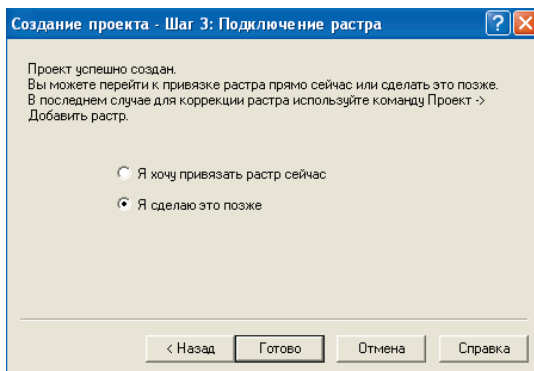 Создание проекта - Шаг 3: Подключение растра
Проект успешно создан.
Вы можете перейти к привязке растра прямо сейчас или сделать это позже.
В последнем случае для коррекции растра используйте команду Проект ->
Добавить растр.
Я хочу привязать растр сейчас
Я сделаю это позже
< Назад Готово Отмена Справка